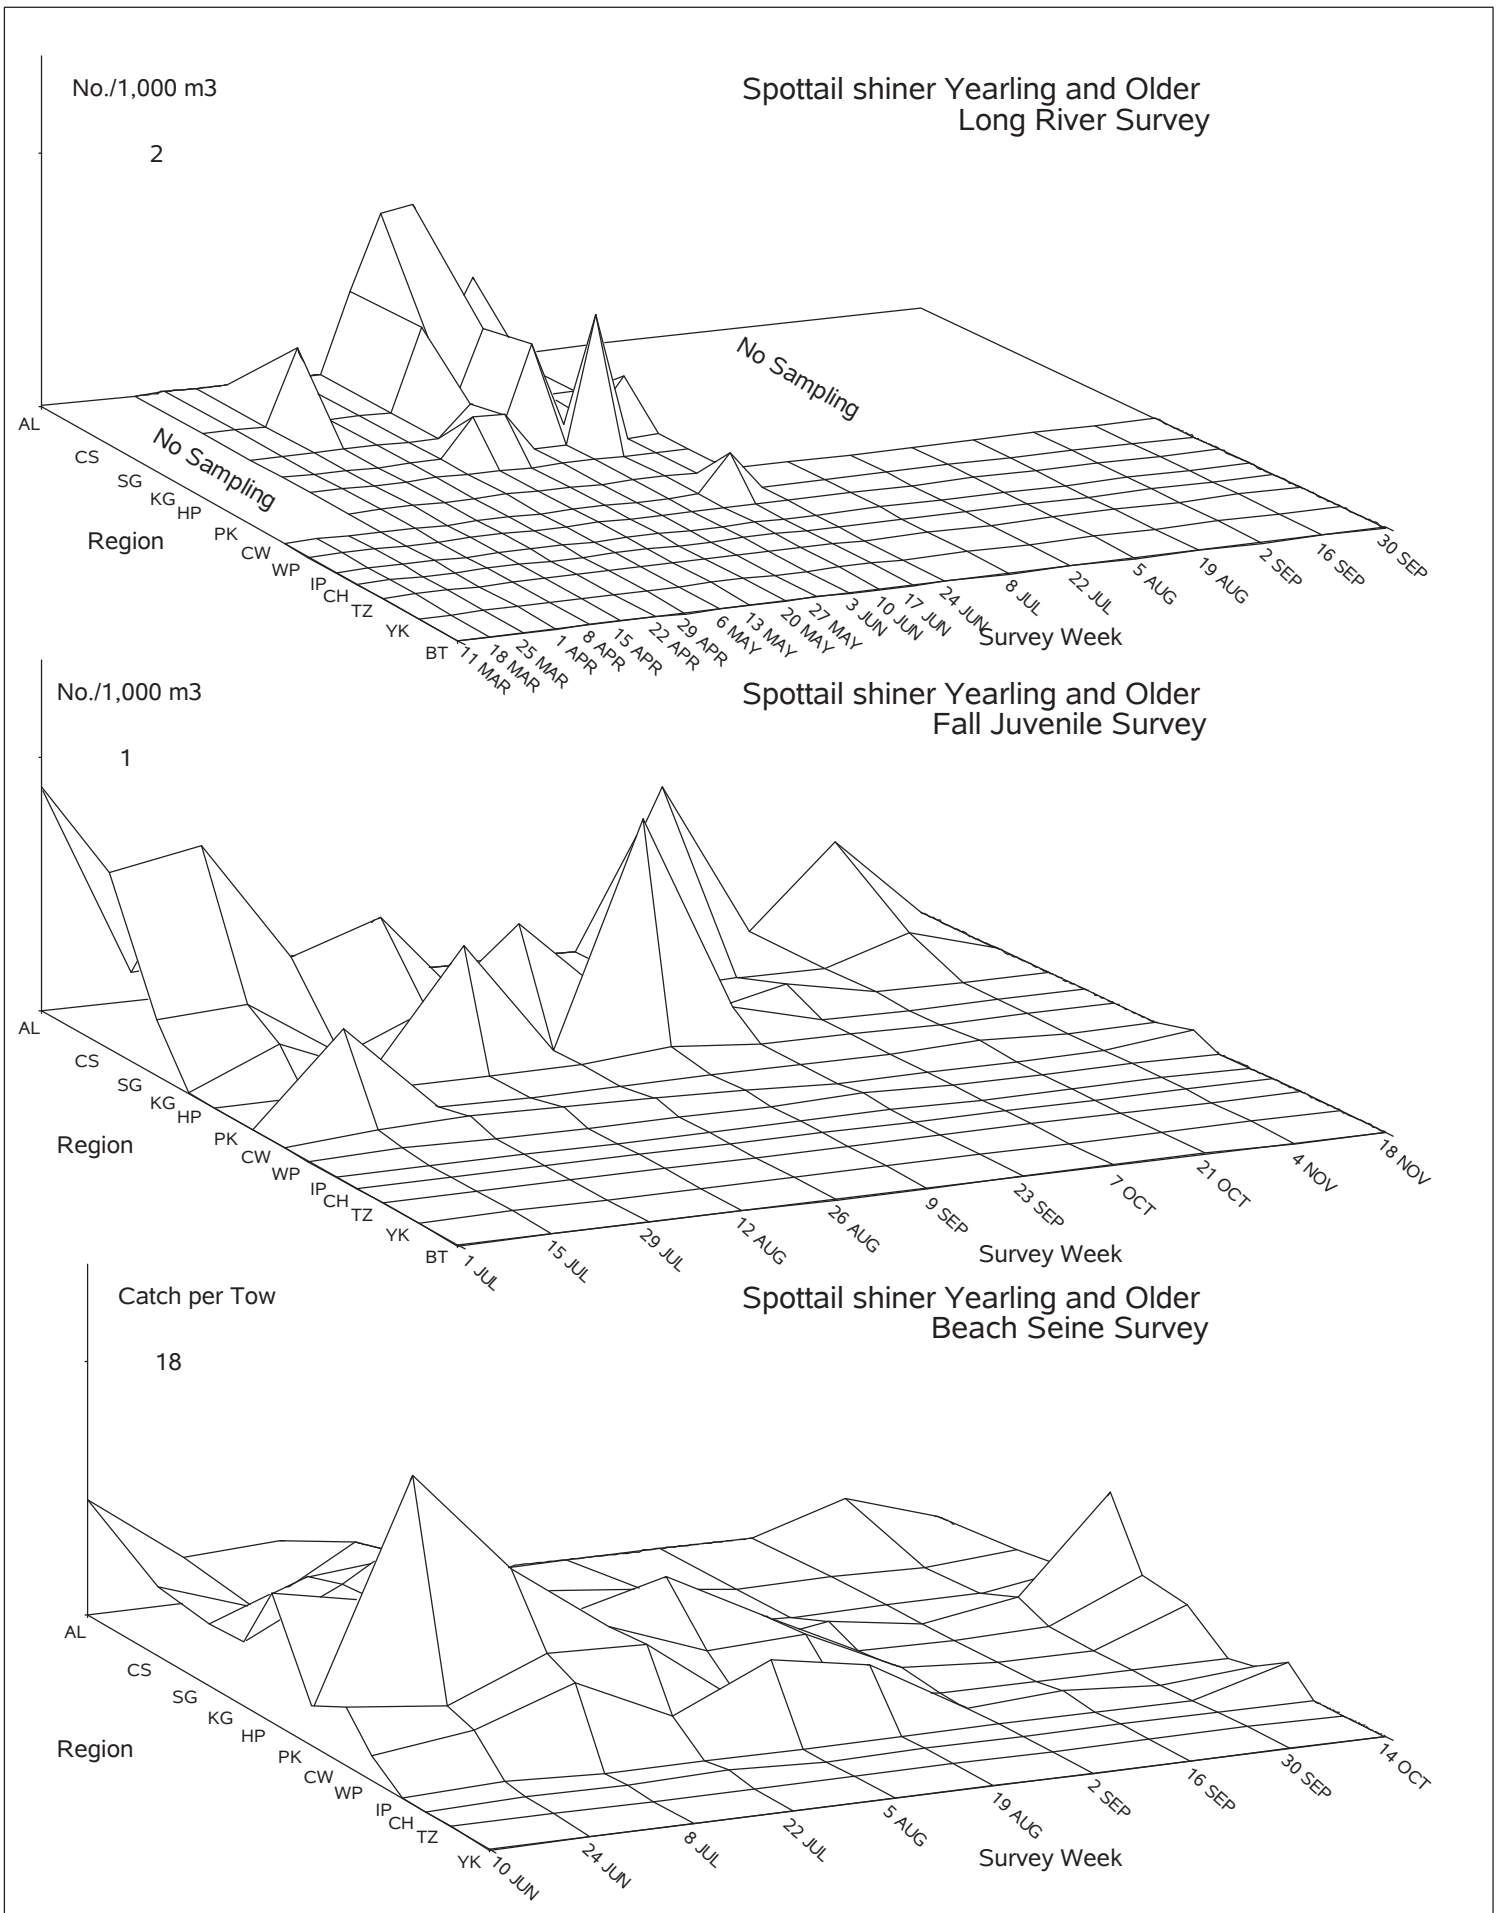 No./1,000 m3
Spottail shiner Yearling and Older
Long River Survey
2
No Sampling
No Sampling
AL
CS
SG
KG
HP
PK
CW
WP
IP
CH
TZ
YK
BT
Region
11 MAR
18 MAR
25 MAR
1 APR
8 APR
15 APR
22 APR
29 APR
6 MAY
13 MAY
20 MAY
27 MAY
3 JUN
10 JUN
17 JUN
24 JUN
8 JUL
22 JUL
5 AUG
19 AUG
2 SEP
16 SEP
30 SEP
Survey Week
No./1,000 m3
Spottail shiner Yearling and Older
Fall Juvenile Survey
1
AL
CS
SG
KG
HP
PK
CW
WP
IP
CH
TZ
YK
BT
Region
1 JUL
15 JUL
29 JUL
12 AUG
26 AUG
9 SEP
23 SEP
7 OCT
21 OCT
4 NOV
18 NOV
Survey Week
Catch per Tow
Spottail shiner Yearling and Older
Beach Seine Survey
18
AL
CS
SG
KG
HP
PK
CW
WP
IP
CH
TZ
YK
Region
10 JUN
24 JUN
8 JUL
22 JUL
5 AUG
19 AUG
2 SEP
16 SEP
30 SEP
14 OCT
Survey Week